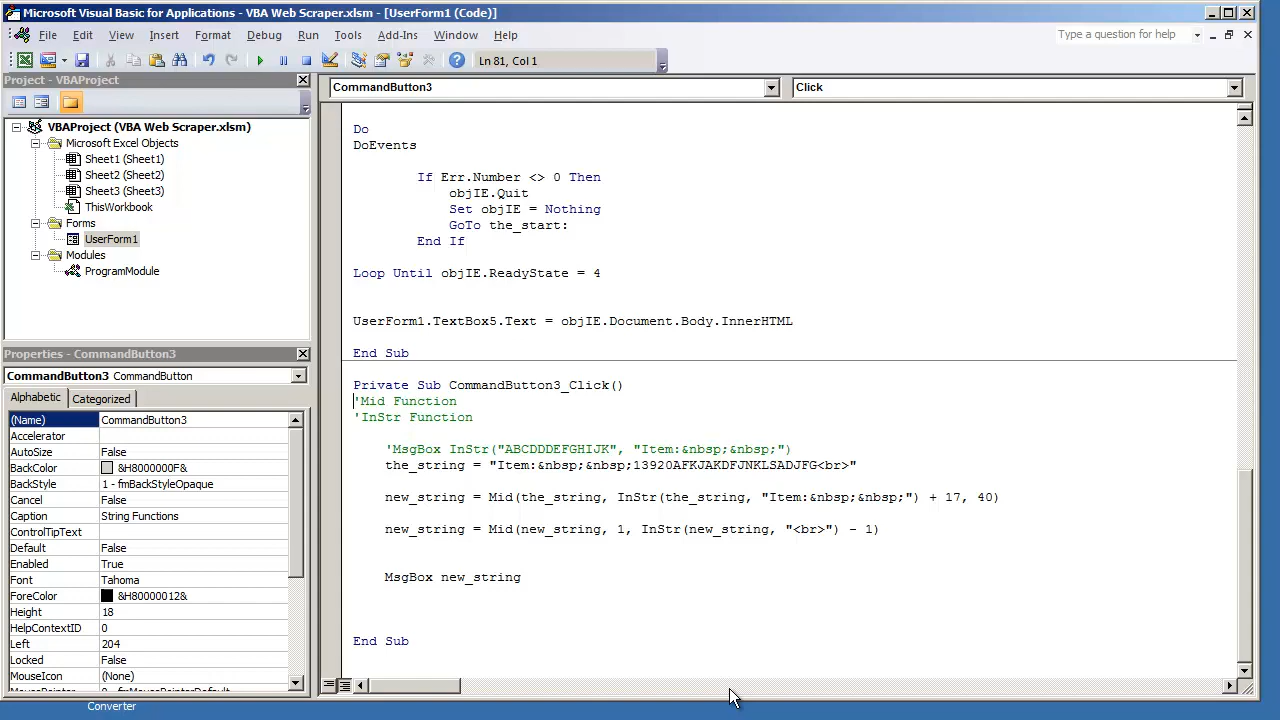 Microsoft Visual Basic for Applications - VBA Web Scraper.xlsm - [UserForm1 (Code)]
File Edit View Insert Format Debug Run Tools Add-Ins Window Help
Type a question for help
Ln 81, Col 1
Project - VBAProject
CommandButton3
Click
VBAProject (VBA Web Scraper.xlsm)
Microsoft Excel Objects
Sheet1 (Sheet1)
Sheet2 (Sheet2)
Sheet3 (Sheet3)
ThisWorkbook
Forms
UserForm1
Modules
ProgramModule
Properties - CommandButton3
CommandButton3 CommandButton
Alphabetic Categorized
(Name) CommandButton3
Accelerator
AutoSize False
BackColor &H8000000F&
BackStyle 1 - fmBackStyleOpaque
Cancel False
Caption String Functions
ControlTipText
Default False
Enabled True
Font Tahoma
ForeColor &H80000012&
Height 18
HelpContextID 0
Left 204
Locked False
MouseIcon (None)
MousePointer 0 - fmMousePointerDefault
Do
DoEvents
If Err.Number <> 0 Then
objIE.Quit
Set objIE = Nothing
GoTo the_start:
End If
Loop Until objIE.ReadyState = 4
UserForm1.TextBox5.Text = objIE.Document.Body.InnerHTML
End Sub
Private Sub CommandButton3_Click()
'Mid Function
'InStr Function
'MsgBox InStr("ABCDDDEFGHIJK", "Item:&nbsp;&nbsp;")
the_string = "Item:&nbsp;&nbsp;13920AFKJAKDFJNKLSADJFG<br>"
new_string = Mid(the_string, InStr(the_string, "Item:&nbsp;&nbsp;") + 17, 40)
new_string = Mid(new_string, 1, InStr(new_string, "<br>") - 1)
MsgBox new_string
End Sub
Converter